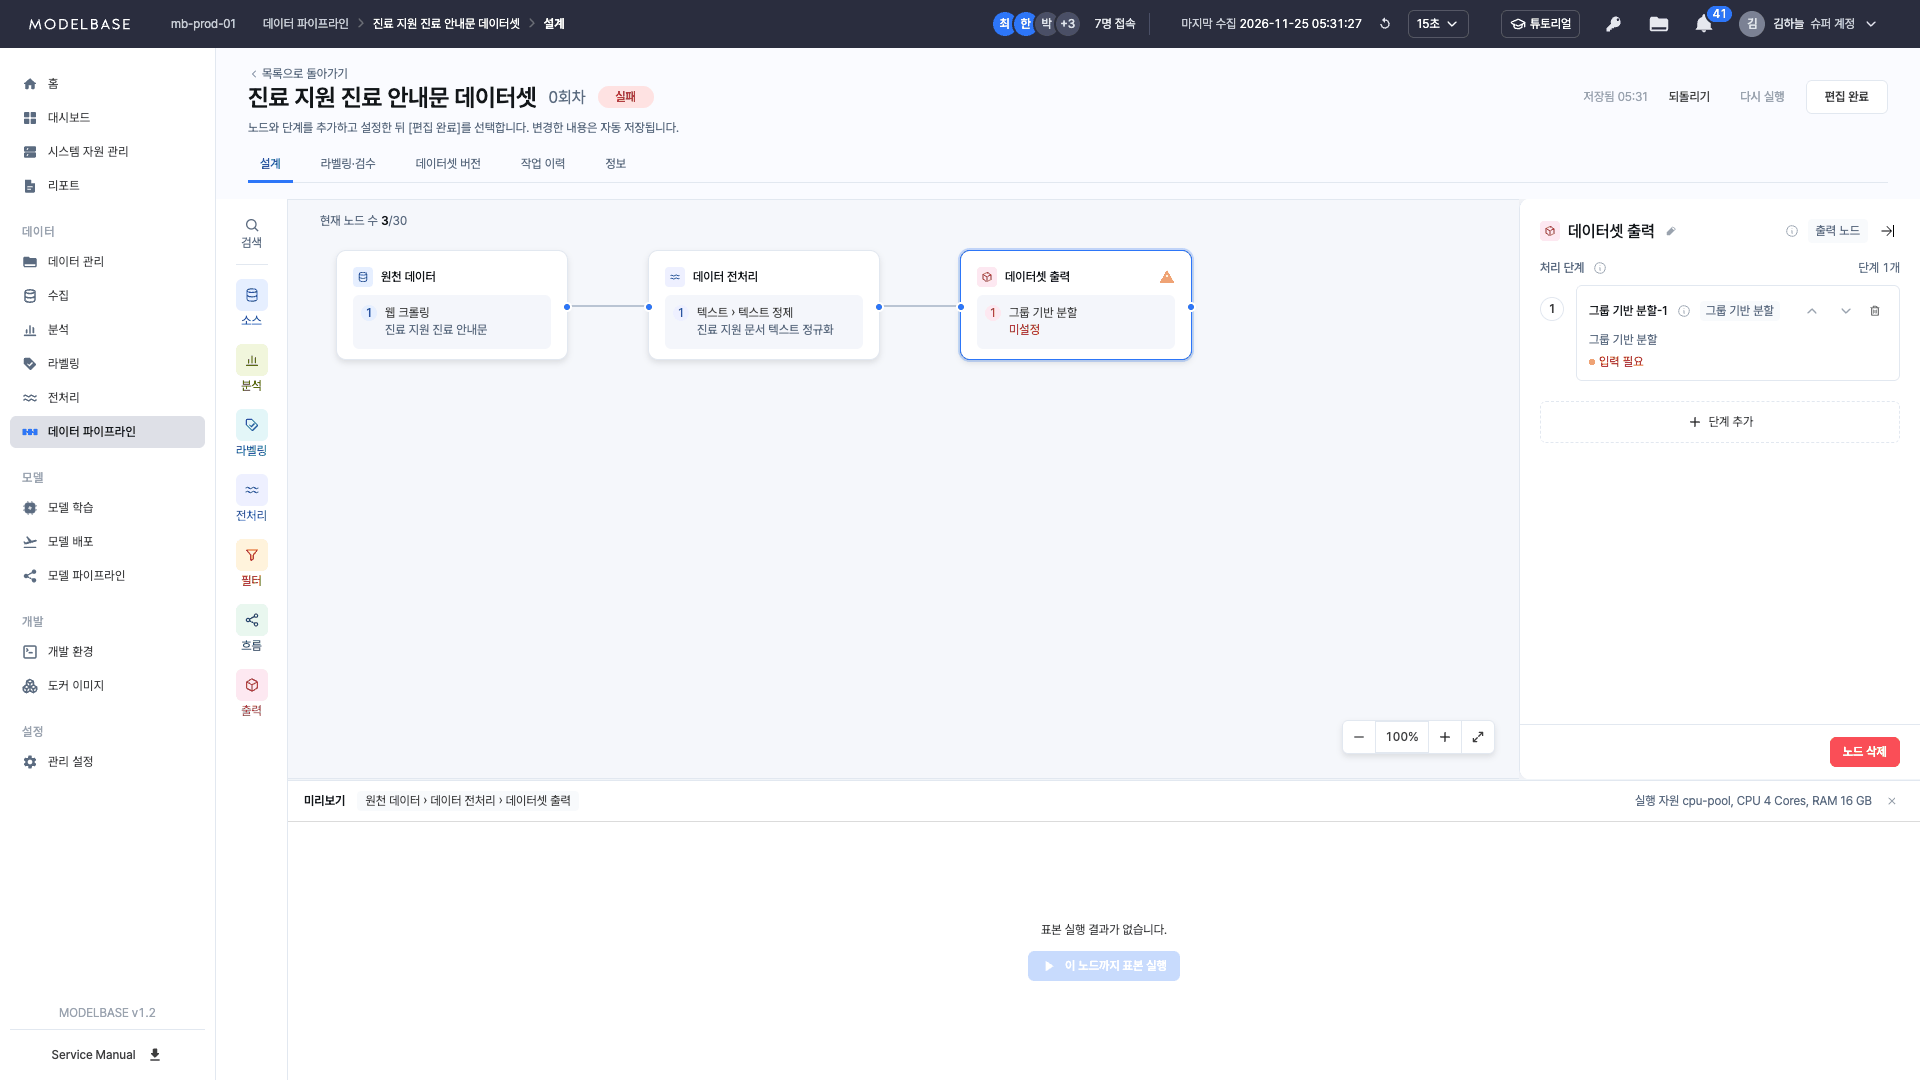 MODELBASE
mb-prod-01
데이터 파이프라인
진료 지원 진료 안내문 데이터셋
설계
최
한
박
+3
7명 접속
마지막 수집 2026-11-25 05:31:27
15초
튜토리얼
41
김
김하늘 슈퍼 계정
홈
대시보드
시스템 자원 관리
리포트
데이터
데이터 관리
수집
분석
라벨링
전처리
데이터 파이프라인
모델
모델 학습
모델 배포
모델 파이프라인
개발
개발 환경
도커 이미지
설정
관리 설정
MODELBASE v1.2
Service Manual
목록으로 돌아가기
진료 지원 진료 안내문 데이터셋 0회차 실패
노드와 단계를 추가하고 설정한 뒤 [편집 완료]를 선택합니다. 변경한 내용은 자동 저장됩니다.
저장됨 05:31
되돌리기
다시 실행
편집 완료
설계
라벨링·검수
데이터셋 버전
작업 이력
정보
검색
소스
분석
라벨링
전처리
필터
흐름
출력
현재 노드 수 3/30
원천 데이터
1 웹 크롤링
진료 지원 진료 안내문
데이터 전처리
1 텍스트 › 텍스트 정제
진료 지원 문서 텍스트 정규화
데이터셋 출력
1 그룹 기반 분할
미설정
100%
데이터셋 출력
출력 노드
처리 단계
단계 1개
1
그룹 기반 분할-1
그룹 기반 분할
그룹 기반 분할
입력 필요
단계 추가
노드 삭제
미리보기
원천 데이터 › 데이터 전처리 › 데이터셋 출력
실행 자원 cpu-pool, CPU 4 Cores, RAM 16 GB
표본 실행 결과가 없습니다.
이 노드까지 표본 실행